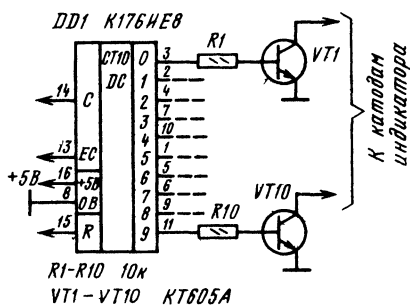 DD1 К176ИЕ8
CT10
DC
14 C
13 EC
16 +5В
+5В
8 0В
15 R
0 3
1 2
2 4
3 7
4 10
5 1
6 5
7 6
8 9
9 11
R1
VT1
R10
VT10
К катодам
индикатора
R1-R10 10к
VT1-VT10 КТ605А